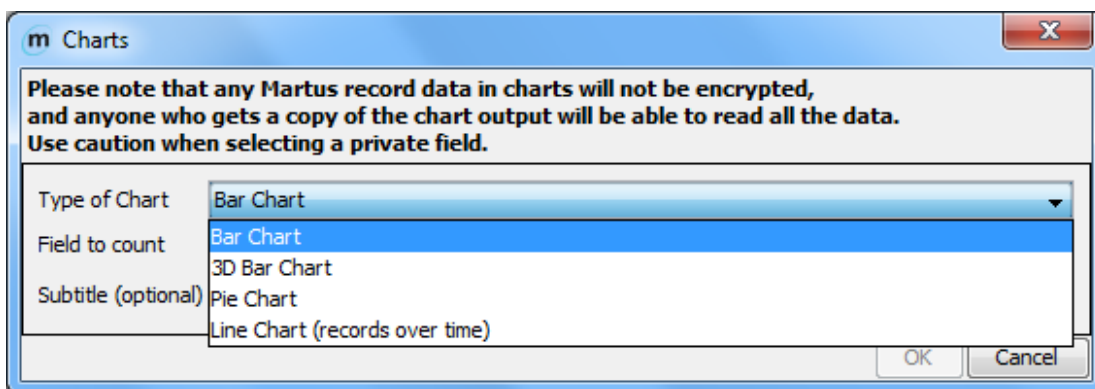 m Charts
Please note that any Martus record data in charts will not be encrypted,
and anyone who gets a copy of the chart output will be able to read all the data.
Use caution when selecting a private field.
Type of Chart Bar Chart
Field to count Bar Chart
3D Bar Chart
Subtitle (optional) Pie Chart
Line Chart (records over time)
OK Cancel